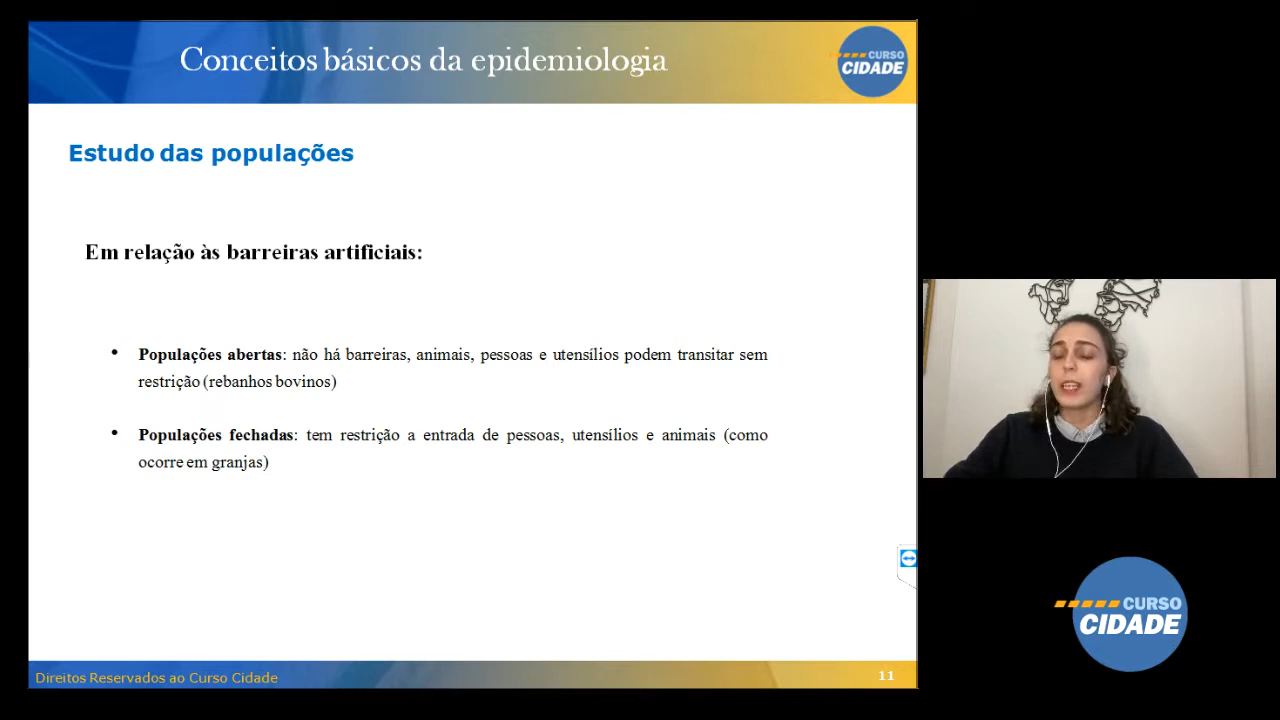 Conceitos básicos da epidemiologia
CURSO
CIDADE
Estudo das populações
Em relação às barreiras artificiais:
• Populações abertas: não há barreiras, animais, pessoas e utensílios podem transitar sem
restrição (rebanhos bovinos)
• Populações fechadas: tem restrição a entrada de pessoas, utensílios e animais (como
ocorre em granjas)
Direitos Reservados ao Curso Cidade
11
CURSO
CIDADE